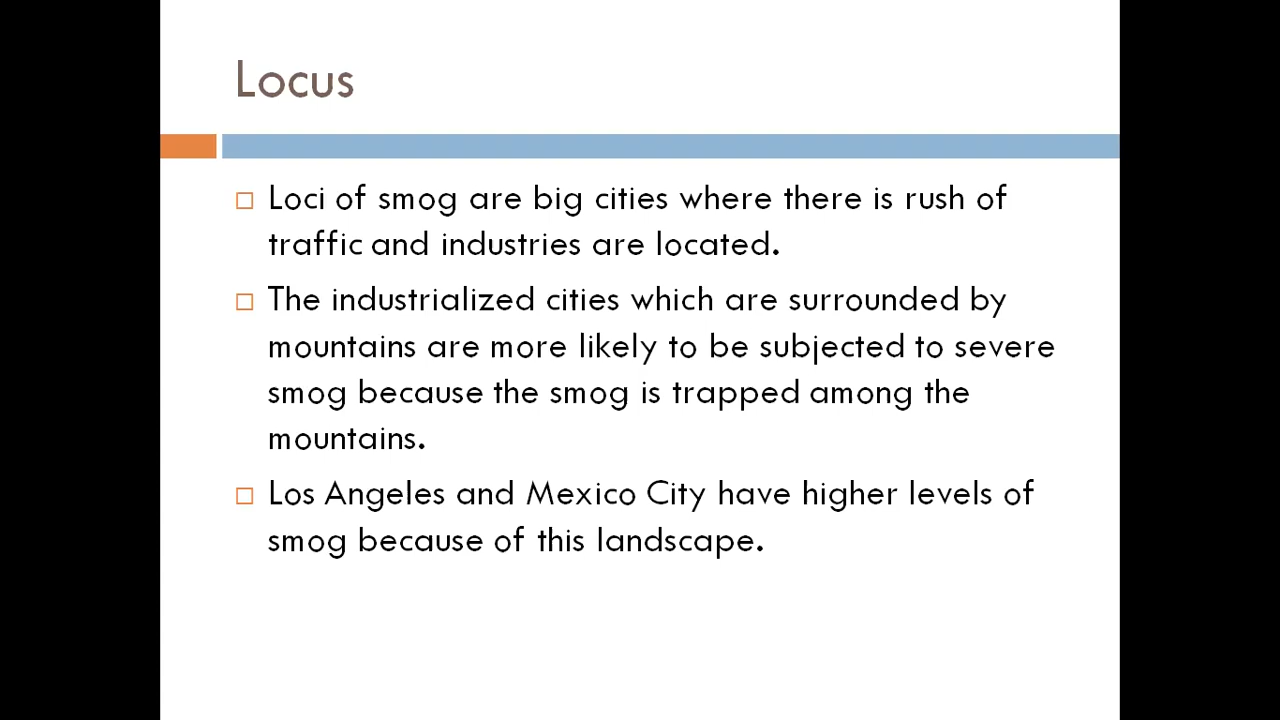 Locus
Loci of smog are big cities where there is rush of
traffic and industries are located.
The industrialized cities which are surrounded by
mountains are more likely to be subjected to severe
smog because the smog is trapped among the
mountains.
Los Angeles and Mexico City have higher levels of
smog because of this landscape.